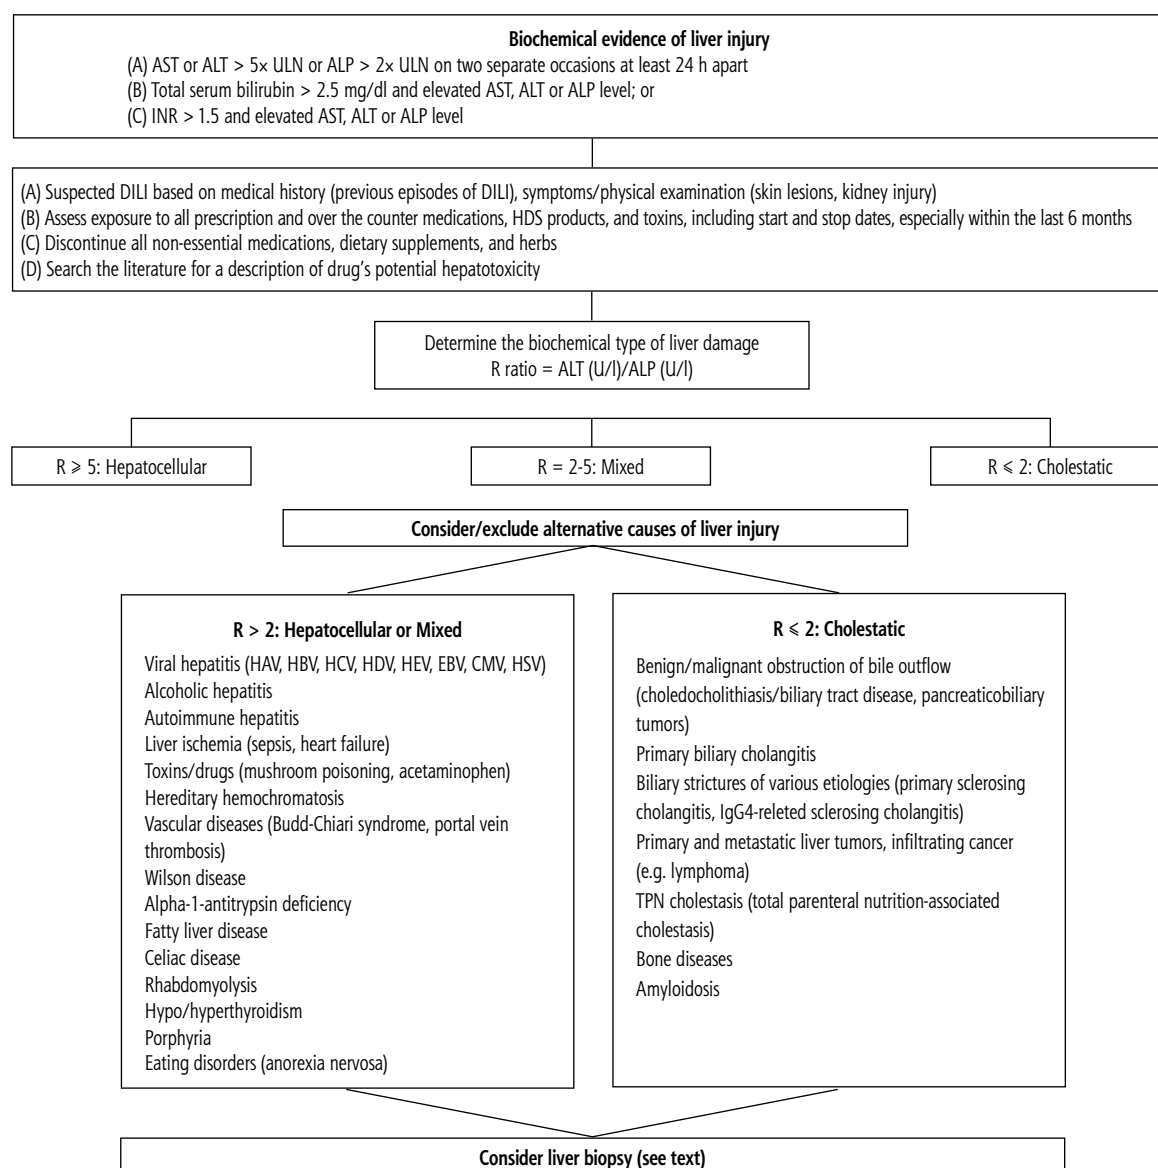 Biochemical evidence of liver injury
(A) AST or ALT > 5× ULN or ALP > 2× ULN on two separate occasions at least 24 h apart
(B) Total serum bilirubin > 2.5 mg/dl and elevated AST, ALT or ALP level; or
(C) INR > 1.5 and elevated AST, ALT or ALP level
(A) Suspected DILI based on medical history (previous episodes of DILI), symptoms/physical examination (skin lesions, kidney injury)
(B) Assess exposure to all prescription and over the counter medications, HDS products, and toxins, including start and stop dates, especially within the last 6 months
(C) Discontinue all non-essential medications, dietary supplements, and herbs
(D) Search the literature for a description of drug's potential hepatotoxicity
Determine the biochemical type of liver damage
R ratio = ALT (U/l)/ALP (U/l)
R ⩾ 5: Hepatocellular
R = 2-5: Mixed
R ⩽ 2: Cholestatic
Consider/exclude alternative causes of liver injury
R > 2: Hepatocellular or Mixed
Viral hepatitis (HAV, HBV, HCV, HDV, HEV, EBV, CMV, HSV)
Alcoholic hepatitis
Autoimmune hepatitis
Liver ischemia (sepsis, heart failure)
Toxins/drugs (mushroom poisoning, acetaminophen)
Hereditary hemochromatosis
Vascular diseases (Budd-Chiari syndrome, portal vein
thrombosis)
Wilson disease
Alpha-1-antitrypsin deficiency
Fatty liver disease
Celiac disease
Rhabdomyolysis
Hypo/hyperthyroidism
Porphyria
Eating disorders (anorexia nervosa)
R ⩽ 2: Cholestatic
Benign/malignant obstruction of bile outflow
(choledocholithiasis/biliary tract disease, pancreaticobiliary
tumors)
Primary biliary cholangitis
Biliary strictures of various etiologies (primary sclerosing
cholangitis, IgG4-releted sclerosing cholangitis)
Primary and metastatic liver tumors, infiltrating cancer
(e.g. lymphoma)
TPN cholestasis (total parenteral nutrition-associated
cholestasis)
Bone diseases
Amyloidosis
Consider liver biopsy (see text)